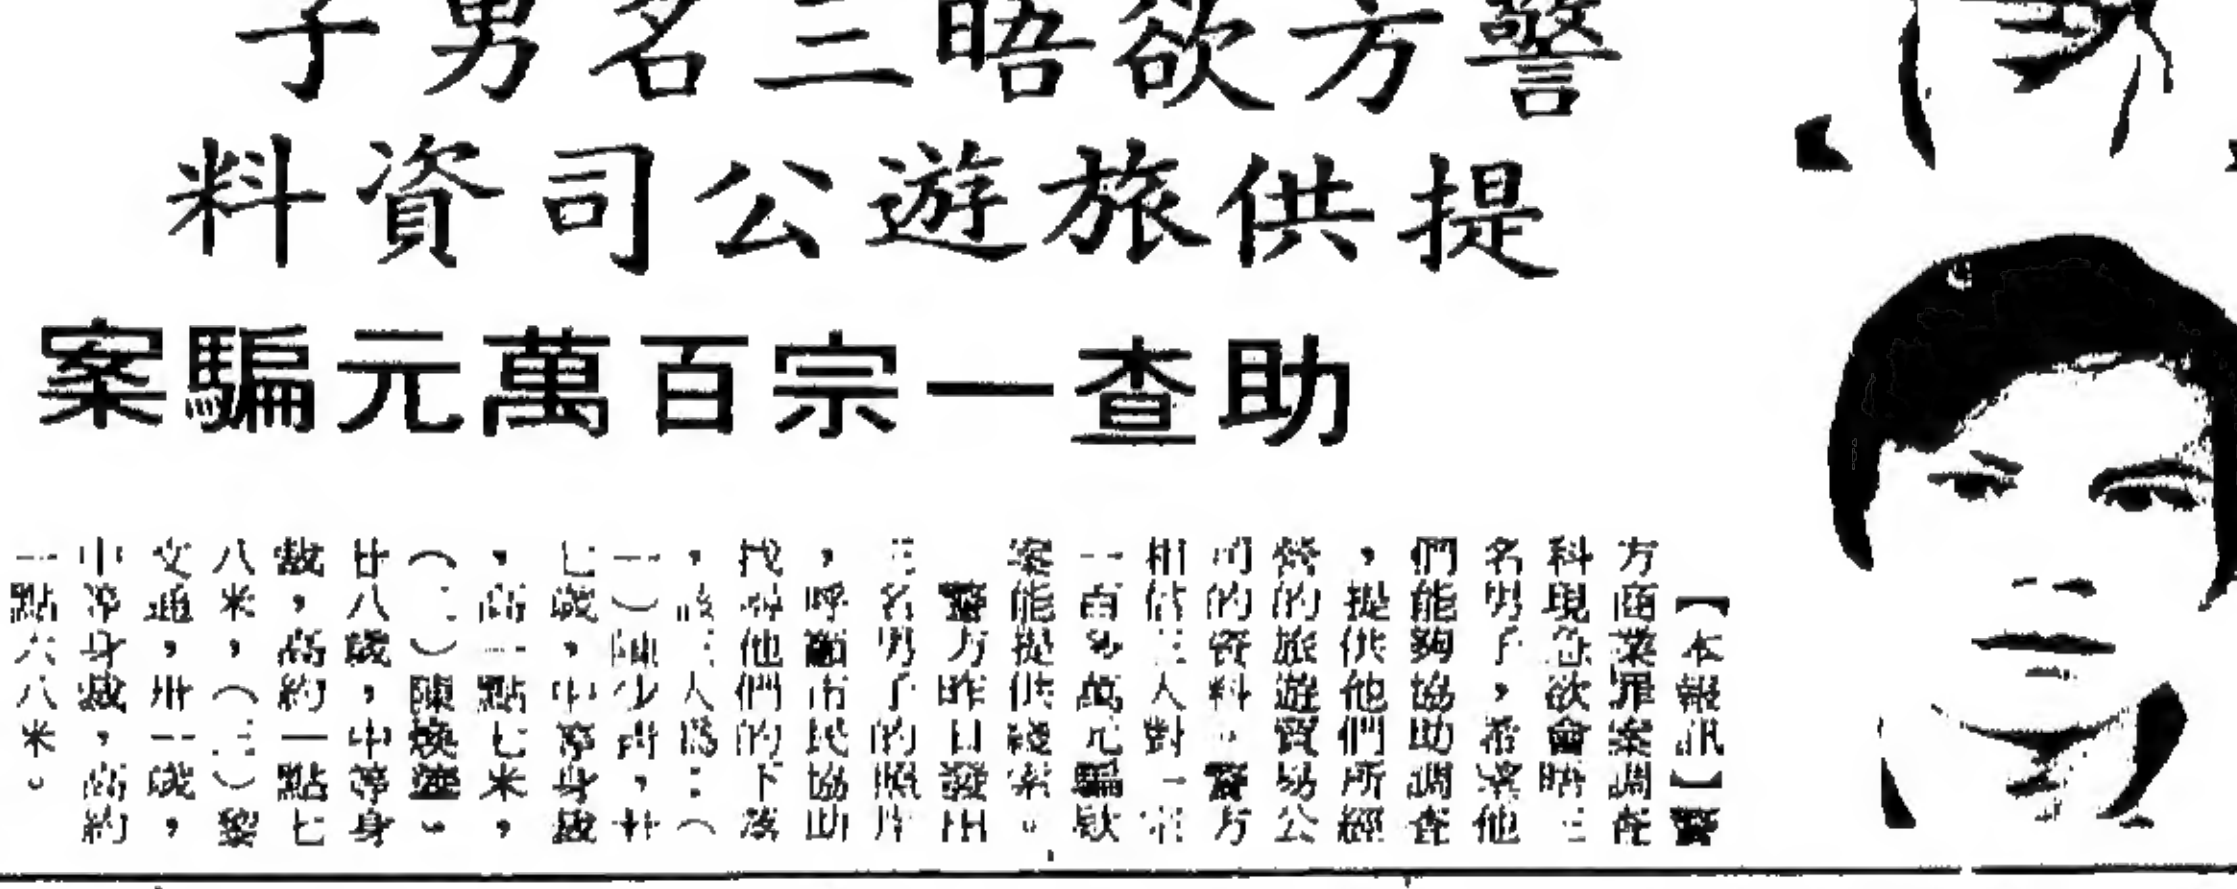 警方欲晤三名男子
提供旅遊公司資料
助查一宗百萬元騙案
【本報訊】警
方商業罪案調查
科現急欲會晤三
名男子，希望他
們能夠協助調查
，提供他們所經
營的旅遊貿易公
司的資料。警方
相信三人對一宗
一百多萬元騙款
案能提供綫索。
警方昨日發出
三名男子的照片
，呼籲市民協助
找尋他們的下落
，該三人爲：（
一）陳少 ，廿
七歲，中等身裁
，高一點七米，
（二）陳煥 。
廿八歲，中等身
裁，高約一點七
八米，（三）黎
文通，卅一歲，
中等身裁，高約
一點六八米。